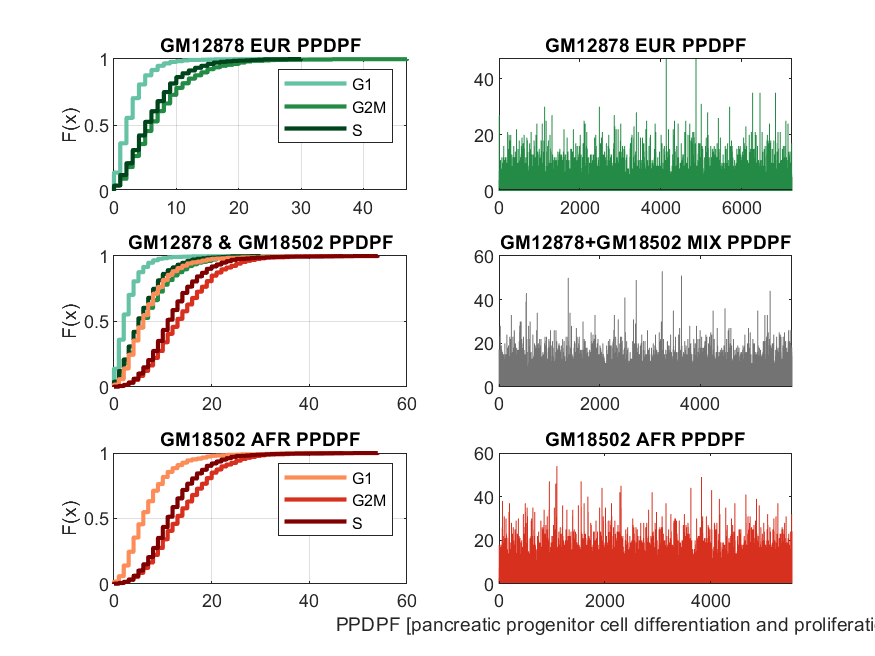 GM12878 EUR PPDPF
F(x)
1
0.5
0
0 10 20 30 40
G1
G2M
S
GM12878 EUR PPDPF
40
20
0
0 2000 4000 6000
GM12878 & GM18502 PPDPF
F(x)
1
0.5
0
0 20 40 60
GM12878+GM18502 MIX PPDPF
60
40
20
0
0 2000 4000
GM18502 AFR PPDPF
F(x)
1
0.5
0
0 20 40 60
G1
G2M
S
GM18502 AFR PPDPF
60
40
20
0
0 2000 4000
PPDPF [pancreatic progenitor cell differentiation and proliferati